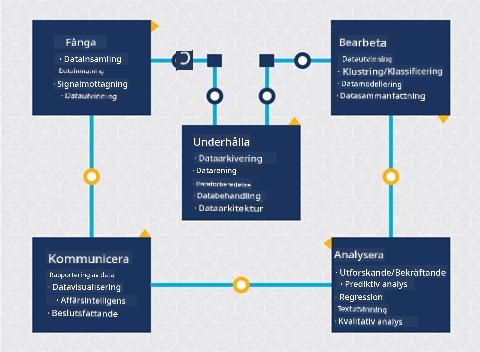 Fånga
· Datainsamling
· Datainmatning
· Signalmottagning
· Datautvinning
Bearbeta
Datautvinning
· Klustring/Klassificering
· Datamodellering
· Datasammanfattning
Underhålla
· Dataarkivering
· Datarening
· Dataförberedelse
· Databehandling
· Dataarkitektur
Kommunicera
Rapportering av data
· Datavisualisering
· Affärsintelligens
· Beslutsfattande
Analysera
· Utforskande/Bekräftande
· Prediktiv analys
· Regression
Textutvinning
· Kvalitativ analys